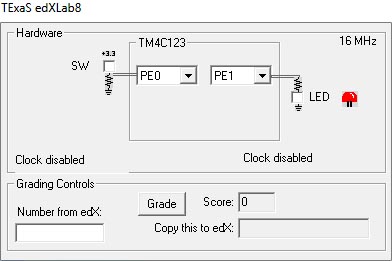 TExaS edXLab8
Hardware
TM4C123
16 MHz
+3.3
SW
PE0
PE1
LED
Clock disabled
Clock disabled
Grading Controls
Number from edX:
Grade
Score: 0
Copy this to edX: